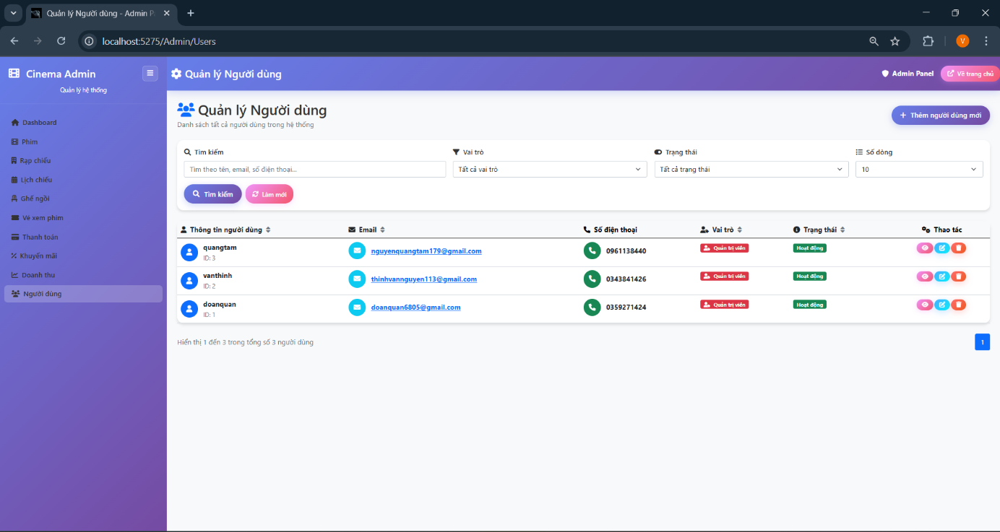 Quản lý Người dùng - Admin P
localhost:5275/Admin/Users
V
Cinema Admin
Quản lý hệ thống
Dashboard
Phim
Rạp chiếu
Lịch chiếu
Ghế ngồi
Vé xem phim
Thanh toán
Khuyến mãi
Doanh thu
Người dùng
Quản lý Người dùng
Admin Panel
Về trang chủ
Quản lý Người dùng
Danh sách tất cả người dùng trong hệ thống
Thêm người dùng mới
Tìm kiếm Vai trò Trạng thái Số dòng
Tìm theo tên, email, số điện thoại... Tất cả vai trò Tất cả trạng thái 10
Tìm kiếm Làm mới
Thông tin người dùng Email Số điện thoại Vai trò Trạng thái Thao tác
quangtam nguyenquangtam179@gmail.com 0961138440 Quản trị viên Hoạt động
ID: 3
vanthinh thinhvannguyen113@gmail.com 0343841426 Quản trị viên Hoạt động
ID: 2
doanquan doanquan6805@gmail.com 0359271424 Quản trị viên Hoạt động
ID: 1
Hiển thị 1 đến 3 trong tổng số 3 người dùng 1